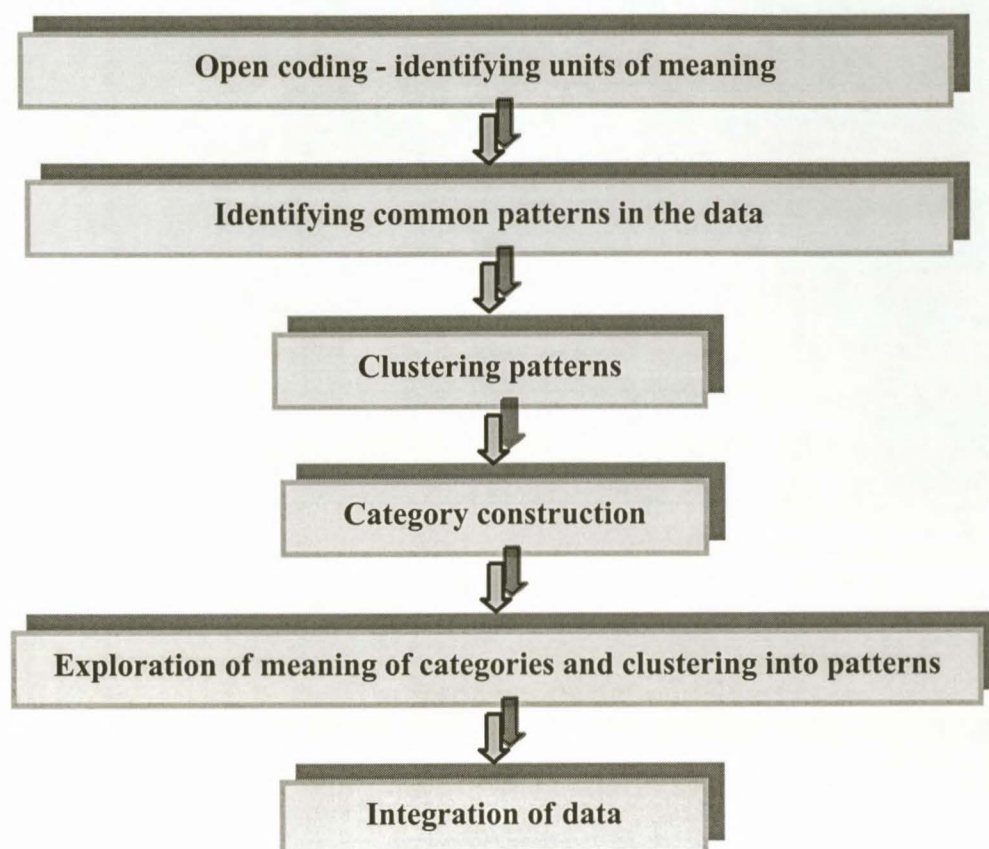 Open coding - identifying units of meaning
Identifying common patterns in the data
Clustering patterns
Category construction
Exploration of meaning of categories and clustering into patterns
Integration of data